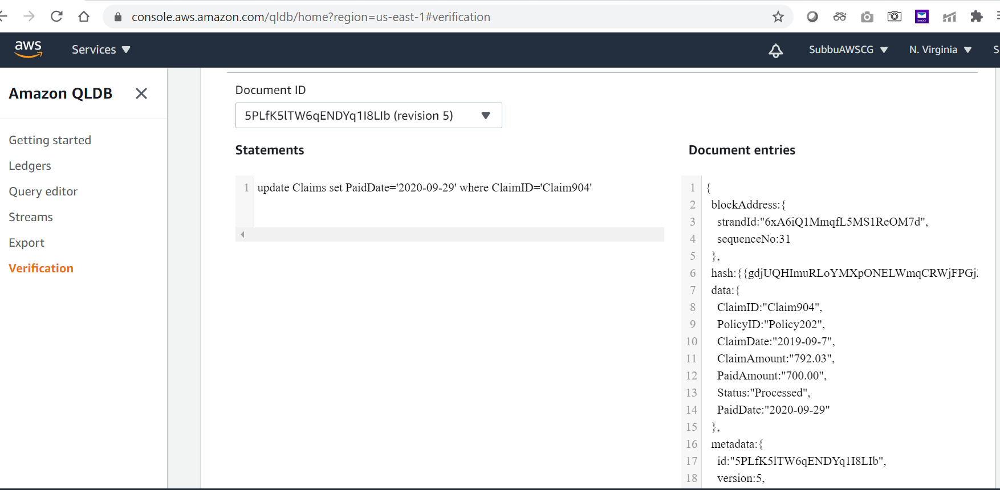 console.aws.amazon.com/qldb/home?region=us-east-1#verification
aws
Services
SubbuAWSCG
N. Virginia
S
Amazon QLDB
Getting started
Ledgers
Query editor
Streams
Export
Verification
Document ID
5PLfK5lTW6qENDYq1I8LIb (revision 5)
Statements
1 update Claims set PaidDate='2020-09-29' where ClaimID='Claim904'
Document entries
1 {
2 blockAddress:{
3 strandId:"6xA6iQ1MmqfL5MS1ReOM7d",
4 sequenceNo:31
5 },
6 hash:{{gdjUQHImuRLoYMXpONELWmqCRWjFPGj
7 data:{
8 ClaimID:"Claim904",
9 PolicyID:"Policy202",
10 ClaimDate:"2019-09-7",
11 ClaimAmount:"792.03",
12 PaidAmount:"700.00",
13 Status:"Processed",
14 PaidDate:"2020-09-29"
15 },
16 metadata:{
17 id:"5PLfK5lTW6qENDYq1I8LIb",
18 version:5,